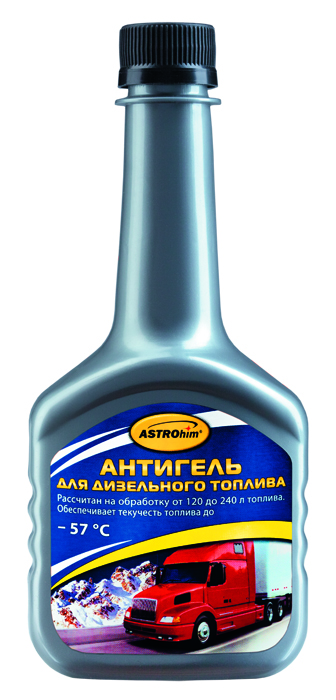 ASTROhim®
АНТИГЕЛЬ
ДЛЯ ДИЗЕЛЬНОГО ТОПЛИВА
Рассчитан на обработку от 120 до 240 л топлива.
Обеспечивает текучесть топлива до
– 57 °C